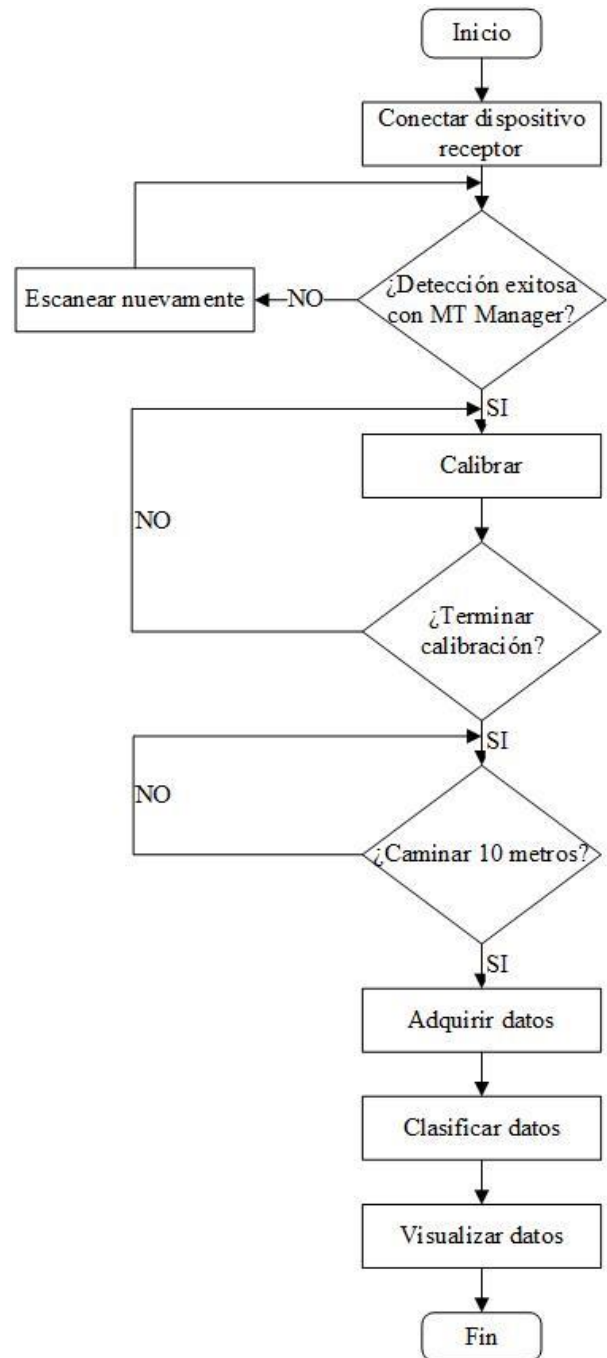 Inicio
Conectar dispositivo
receptor
¿Detección exitosa
con MT Manager?
NO
Escanear nuevamente
SI
Calibrar
NO
¿Terminar
calibración?
SI
NO
¿Caminar 10 metros?
SI
Adquirir datos
Clasificar datos
Visualizar datos
Fin